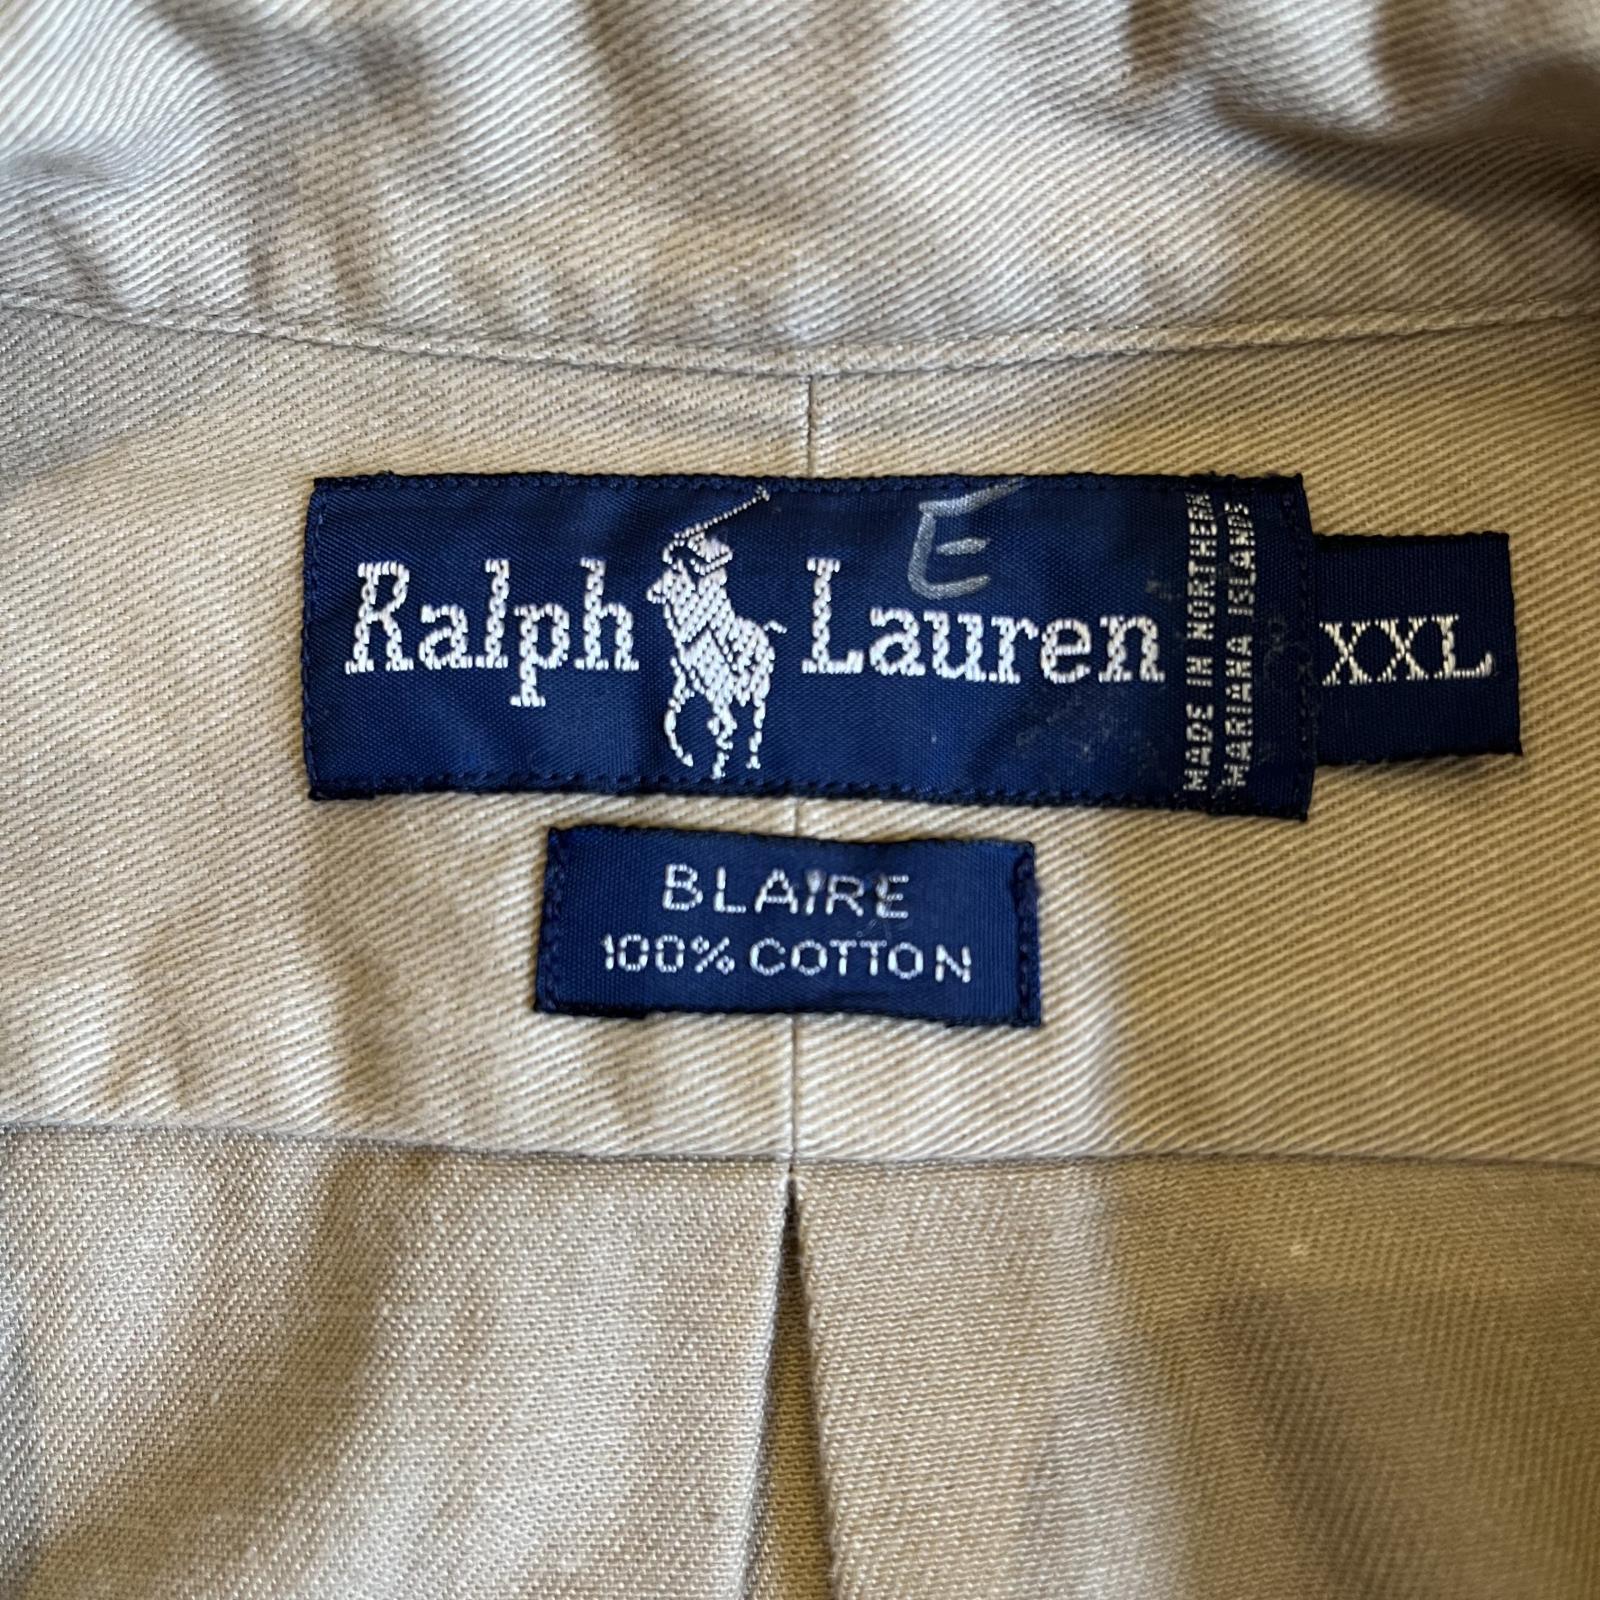 E
Ralph Lauren
MADE IN NORTHERN
MARIANA ISLANDS
XXL
BLAIRE
100% COTTON